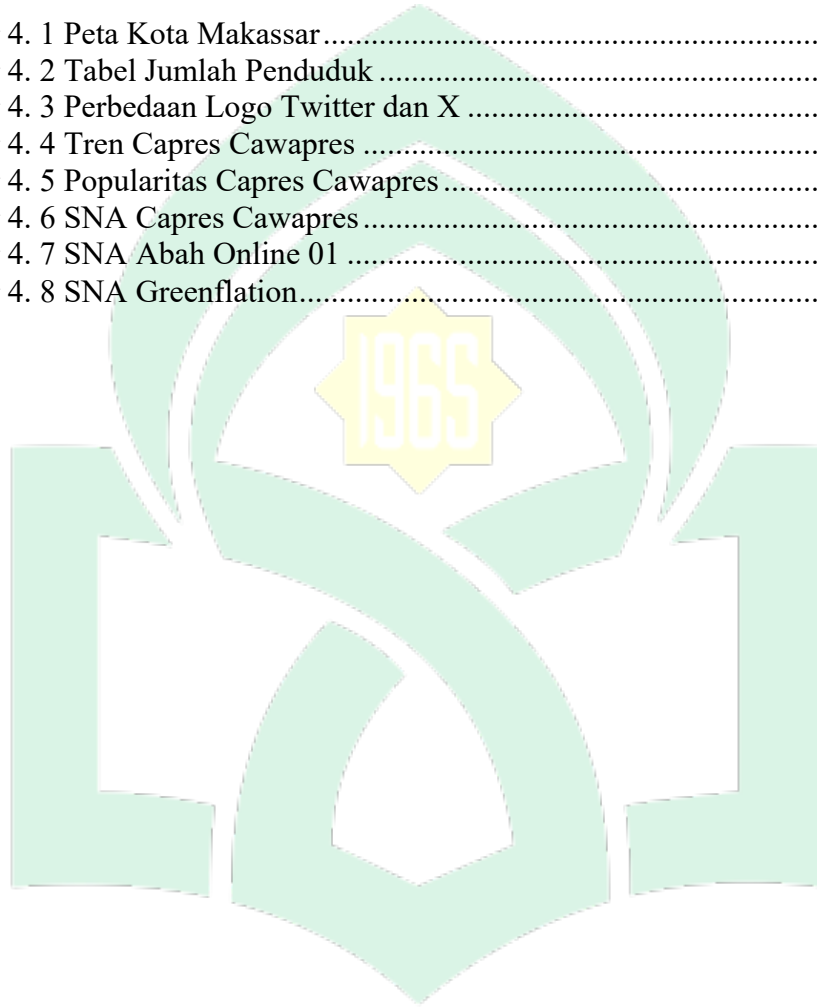 4. 1 Peta Kota Makassar..............................................................
4. 2 Tabel Jumlah Penduduk.......................................................
4. 3 Perbedaan Logo Twitter dan X............................................
4. 4 Tren Capres Cawapres.........................................................
4. 5 Popularitas Capres Cawapres...............................................
4. 6 SNA Capres Cawapres.........................................................
4. 7 SNA Abah Online 01...........................................................
4. 8 SNA Greenflation.................................................................
1965